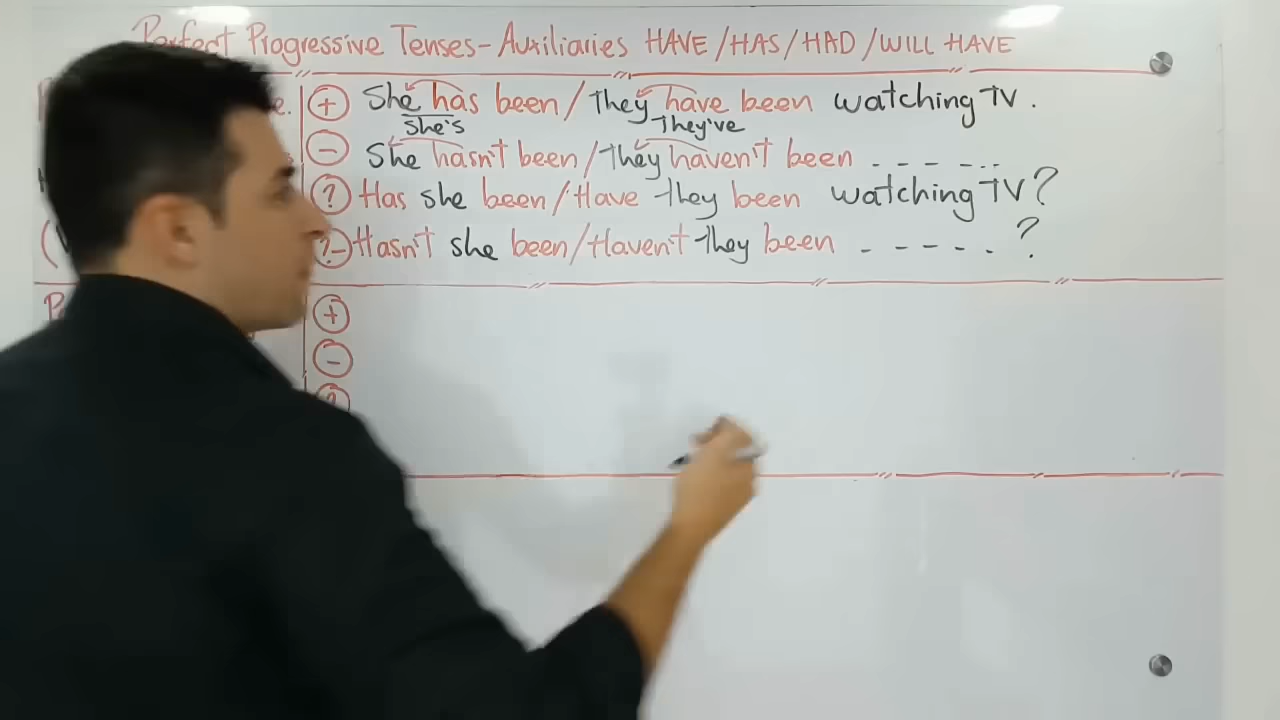 Perfect Progressive Tenses-Auxiliaries HAVE/HAS/HAD/WILL HAVE
(+) She has been/They have been watching TV.
She's They've
(-) She hasn't been/They haven't been _ _ _ _ _ .
(?) Has she been/Have they been watching TV?
(?-) Hasn't she been/Haven't they been _ _ _ _ _ ?
(+)
(-)
(?)